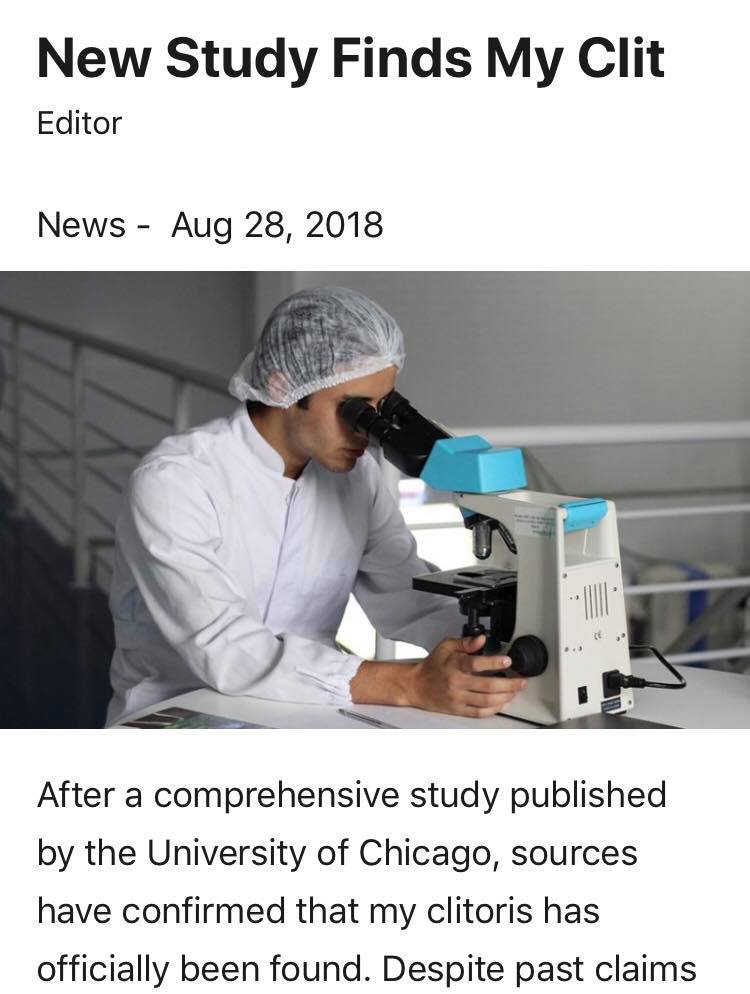 New Study Finds My Clit
Editor
News - Aug 28, 2018
CE
After a comprehensive study published
by the University of Chicago, sources
have confirmed that my clitoris has
officially been found. Despite past claims